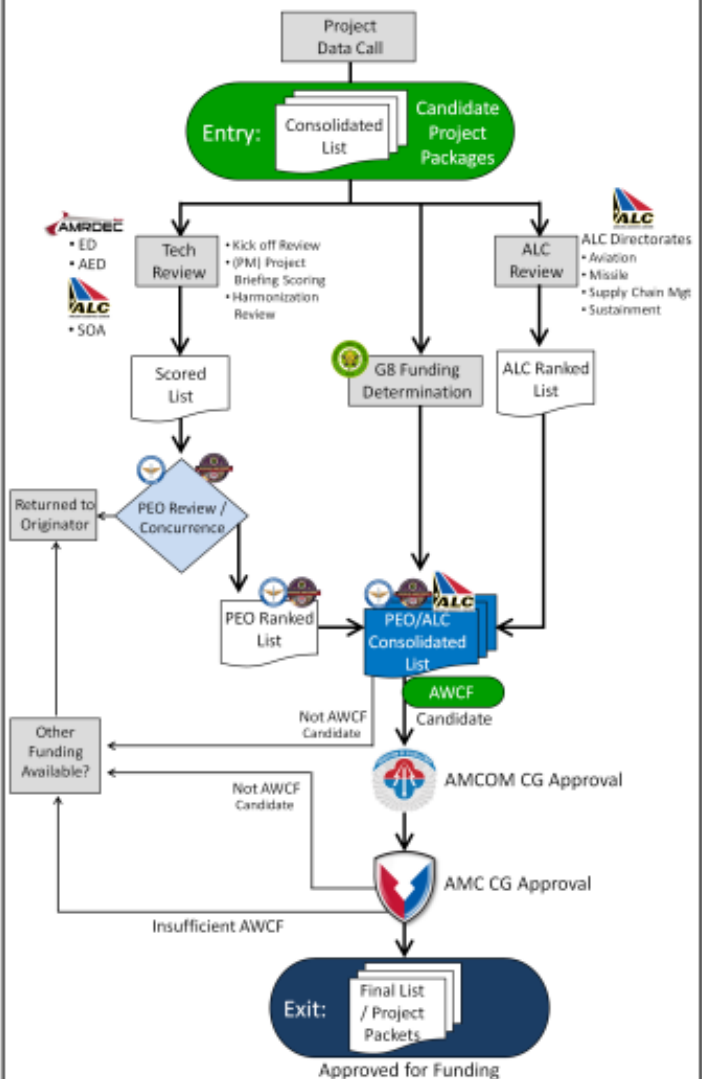 Project
Data Call
Entry:
Consolidated
List
Candidate
Project
Packages
AMRDEC
• ED
• AED
ALC
• SOA
Tech
Review
• Kick off Review
• (PM) Project
Briefing Scoring
• Harmonization
Review
ALC
Review
ALC
ALC Directorates
• Aviation
• Missile
• Supply Chain Mgt
• Sustainment
Scored
List
G8 Funding
Determination
ALC Ranked
List
Returned to
Originator
PEO Review /
Concurrence
PEO Ranked
List
ALC
PEO/ALC
Consolidated
List
AWCF
Candidate
Not AWCF
Candidate
Other
Funding
Available?
AMCOM CG Approval
Not AWCF
Candidate
AMC CG Approval
Insufficient AWCF
Exit:
Final List
/ Project
Packets
Approved for Funding